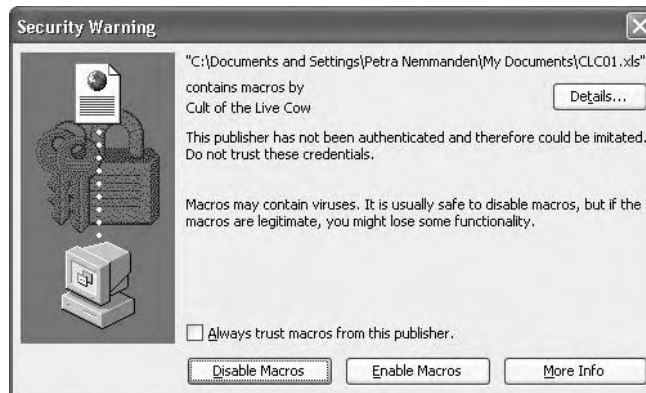 Security Warning
"C:\Documents and Settings\Petra Nemmanden\My Documents\CLC01.xls"
contains macros by
Cult of the Live Cow
Details...
This publisher has not been authenticated and therefore could be imitated.
Do not trust these credentials.
Macros may contain viruses. It is usually safe to disable macros, but if the
macros are legitimate, you might lose some functionality.
Always trust macros from this publisher.
Disable Macros
Enable Macros
More Info